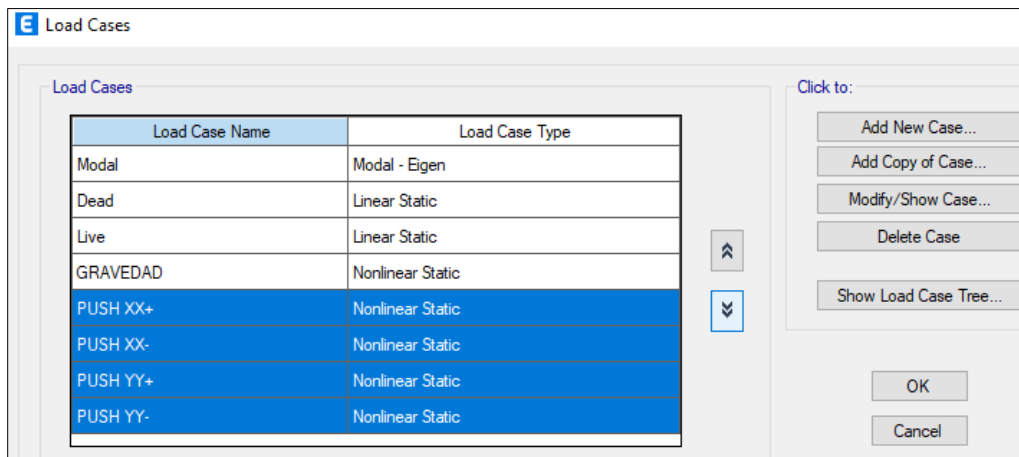 E Load Cases
Load Cases
Click to:
Load Case Name Load Case Type
Modal Modal - Eigen
Dead Linear Static
Live Linear Static
GRAVEDAD Nonlinear Static
PUSH XX+ Nonlinear Static
PUSH XX- Nonlinear Static
PUSH YY+ Nonlinear Static
PUSH YY- Nonlinear Static
Add New Case...
Add Copy of Case...
Modify/Show Case...
Delete Case
Show Load Case Tree...
OK
Cancel